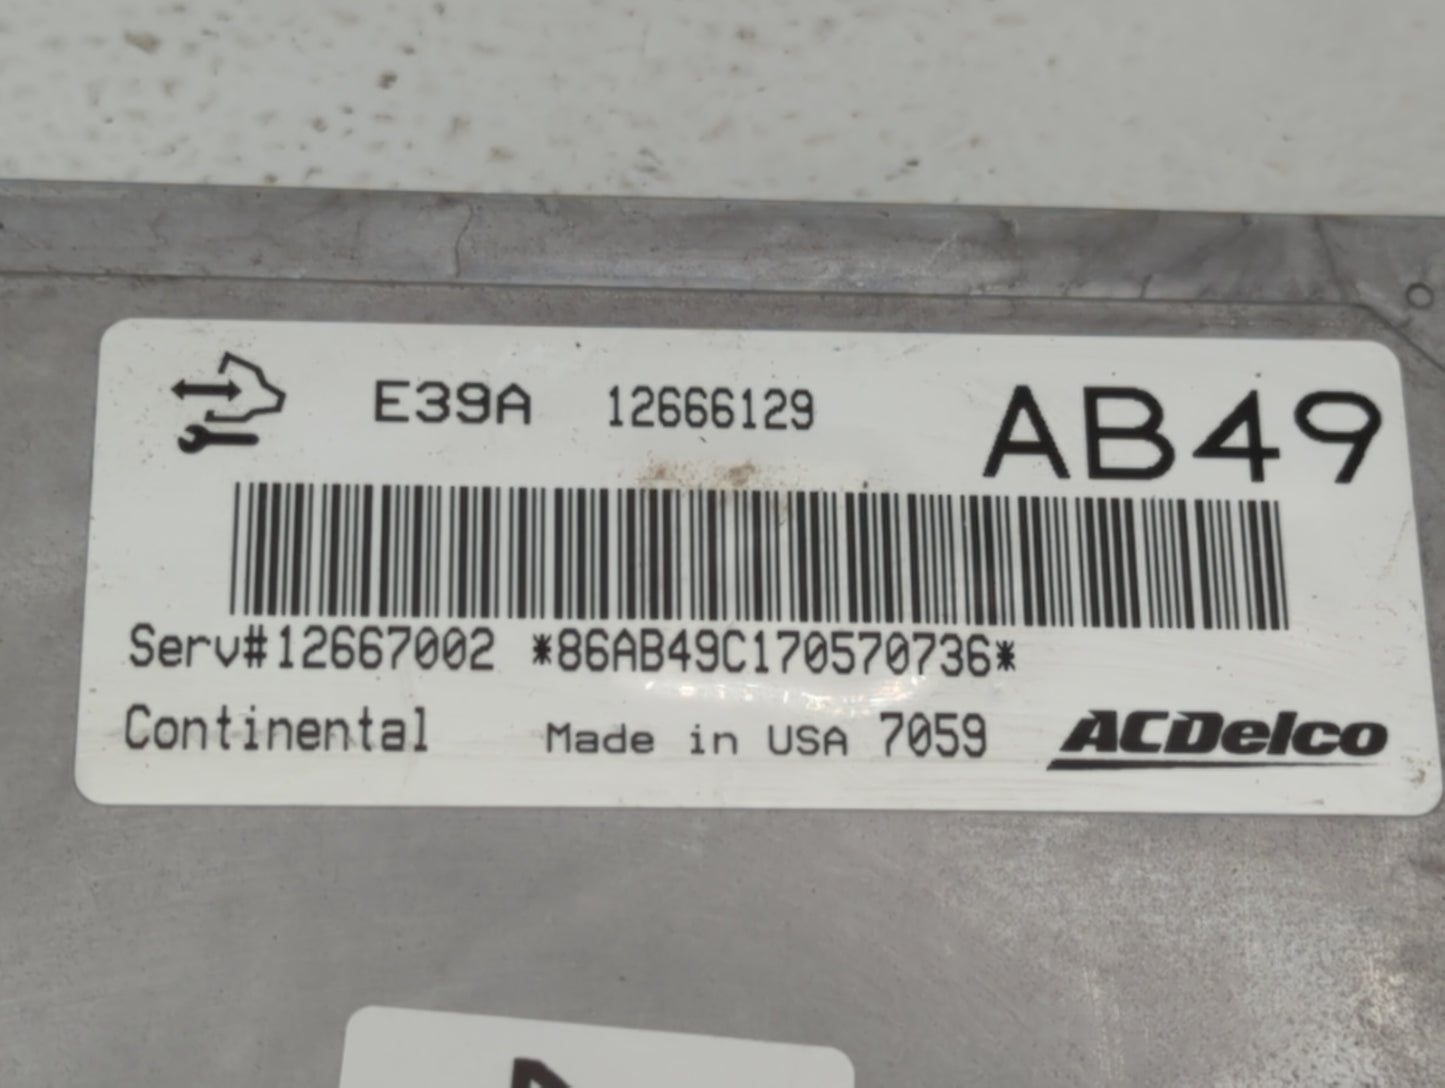 E39A 12666129 AB49
Serv#12667002 *86AB49C170570736*
Continental Made in USA 7059 ACDelco